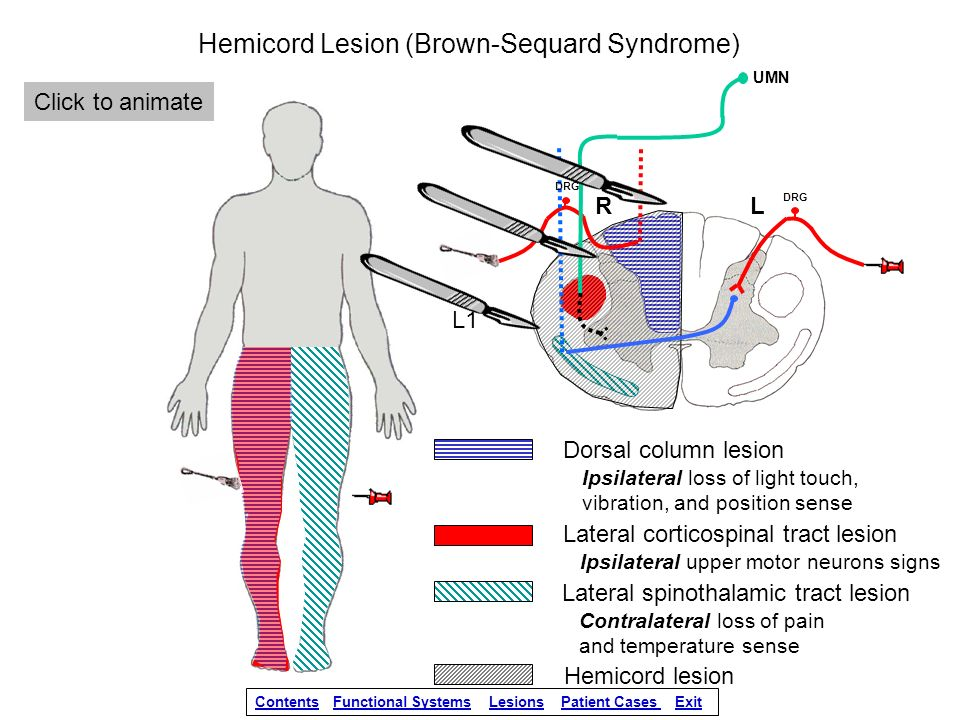 Hemicord Lesion (Brown-Sequard Syndrome)
UMN
Click to animate
DRG
R
L
DRG
L1
Dorsal column lesion
Ipsilateral loss of light touch,
vibration, and position sense
Lateral corticospinal tract lesion
Ipsilateral upper motor neurons signs
Lateral spinothalamic tract lesion
Contralateral loss of pain
and temperature sense
Hemicord lesion
Contents Functional Systems Lesions Patient Cases Exit